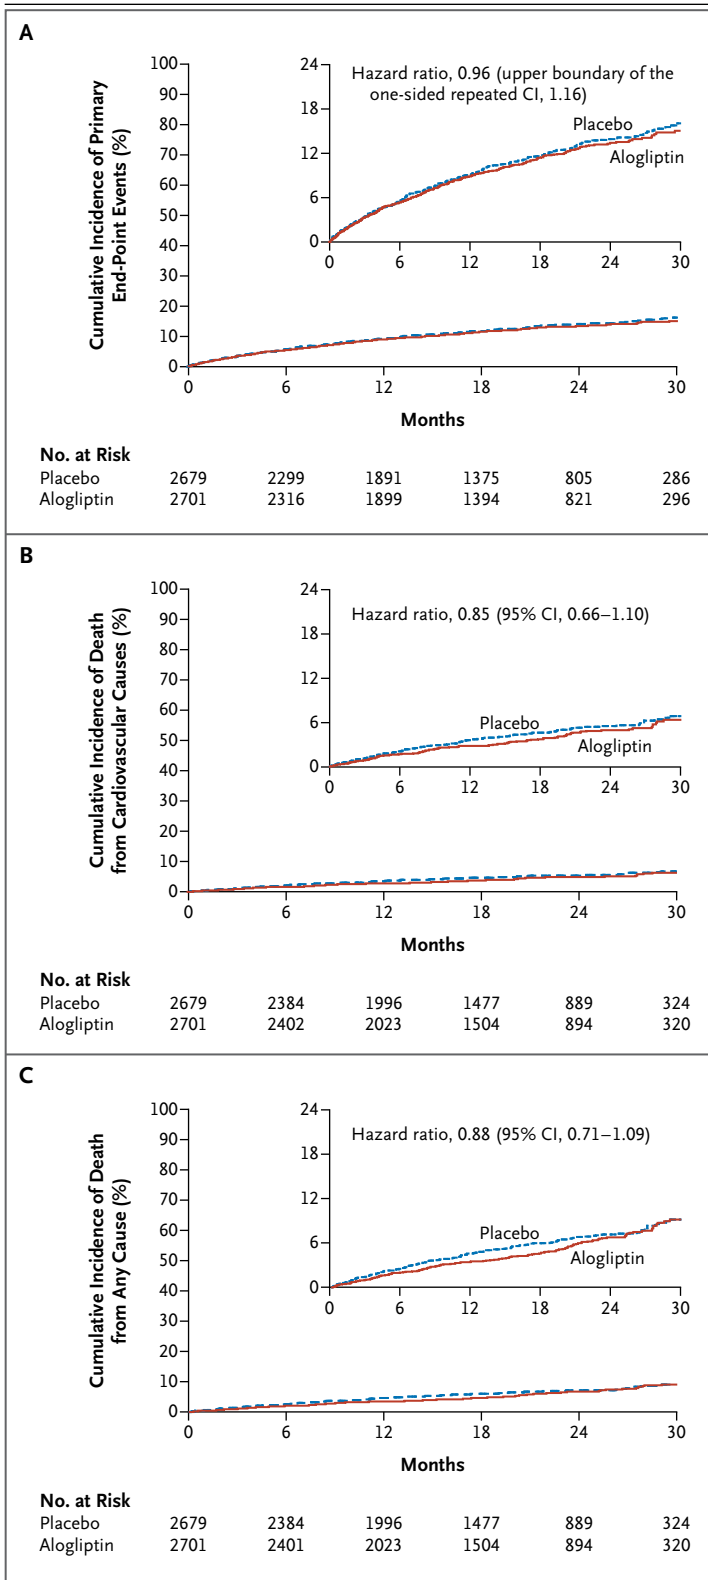 A
Cumulative Incidence of Primary
End-Point Events (%)
100
90
80
70
60
50
40
30
20
10
0
0 6 12 18 24 30
Months
24
18
12
6
0
0 6 12 18 24 30
Hazard ratio, 0.96 (upper boundary of the
one-sided repeated CI, 1.16)
Placebo
Alogliptin
No. at Risk
Placebo 2679 2299 1891 1375 805 286
Alogliptin 2701 2316 1899 1394 821 296
B
Cumulative Incidence of Death
from Cardiovascular Causes (%)
100
90
80
70
60
50
40
30
20
10
0
0 6 12 18 24 30
Months
24
18
12
6
0
0 6 12 18 24 30
Hazard ratio, 0.85 (95% CI, 0.66–1.10)
Placebo
Alogliptin
No. at Risk
Placebo 2679 2384 1996 1477 889 324
Alogliptin 2701 2402 2023 1504 894 320
C
Cumulative Incidence of Death
from Any Cause (%)
100
90
80
70
60
50
40
30
20
10
0
0 6 12 18 24 30
Months
24
18
12
6
0
0 6 12 18 24 30
Hazard ratio, 0.88 (95% CI, 0.71–1.09)
Placebo
Alogliptin
No. at Risk
Placebo 2679 2384 1996 1477 889 324
Alogliptin 2701 2401 2023 1504 894 320